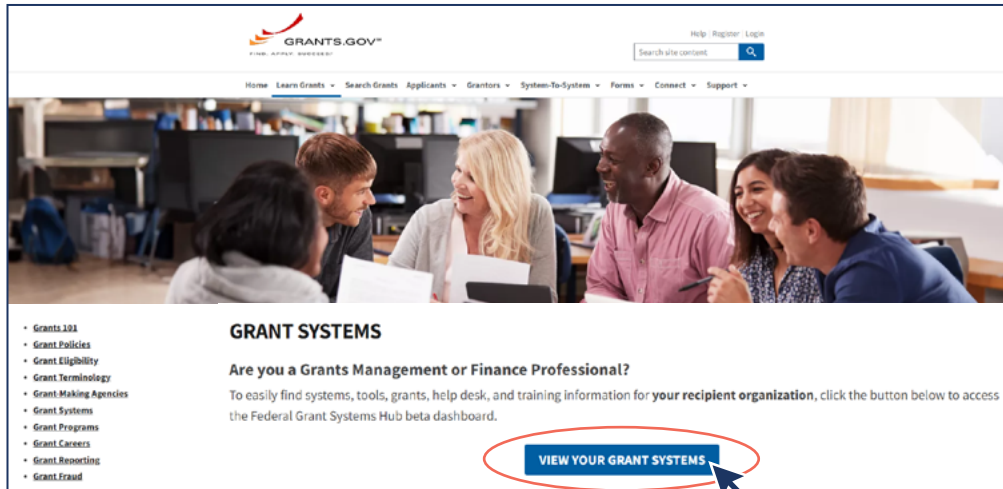 GRANTS.GOV℠
FIND. APPLY. SUCCEED.℠
Help | Register | Login
Search site content
Home Learn Grants Search Grants Applicants Grantors System-To-System Forms Connect Support
• Grants 101
• Grant Policies
• Grant Eligibility
• Grant Terminology
• Grant-Making Agencies
• Grant Systems
• Grant Programs
• Grant Careers
• Grant Reporting
• Grant Fraud
GRANT SYSTEMS
Are you a Grants Management or Finance Professional?
To easily find systems, tools, grants, help desk, and training information for your recipient organization, click the button below to access
the Federal Grant Systems Hub beta dashboard.
VIEW YOUR GRANT SYSTEMS